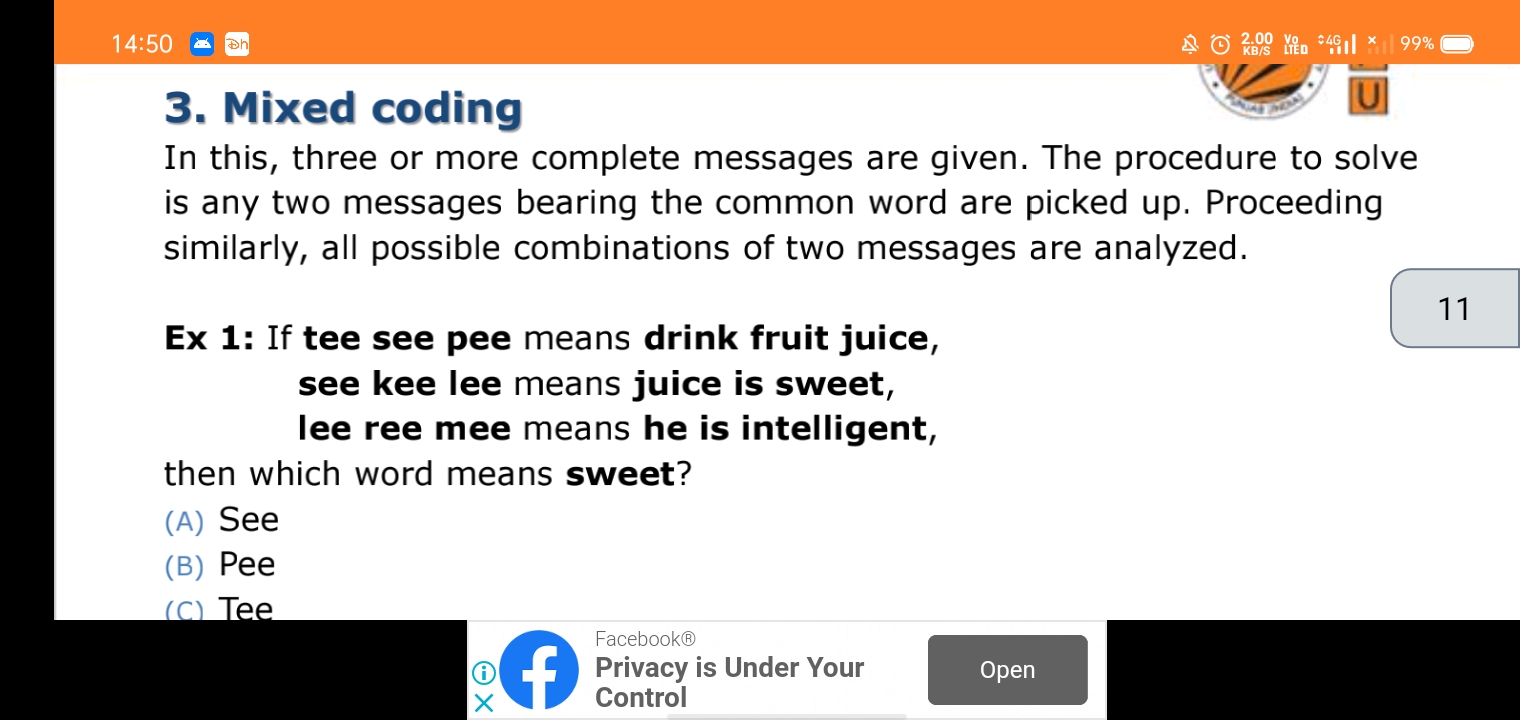 14:50 Dh 2.00 KB/S Vo LTE 4G 99%
PUNJAB (INDIA) U
3. Mixed coding
In this, three or more complete messages are given. The procedure to solve
is any two messages bearing the common word are picked up. Proceeding
similarly, all possible combinations of two messages are analyzed.
11
Ex 1: If tee see pee means drink fruit juice,
see kee lee means juice is sweet,
lee ree mee means he is intelligent,
then which word means sweet?
(A) See
(B) Pee
(C) Tee
Facebook®
Privacy is Under Your
Control
Open